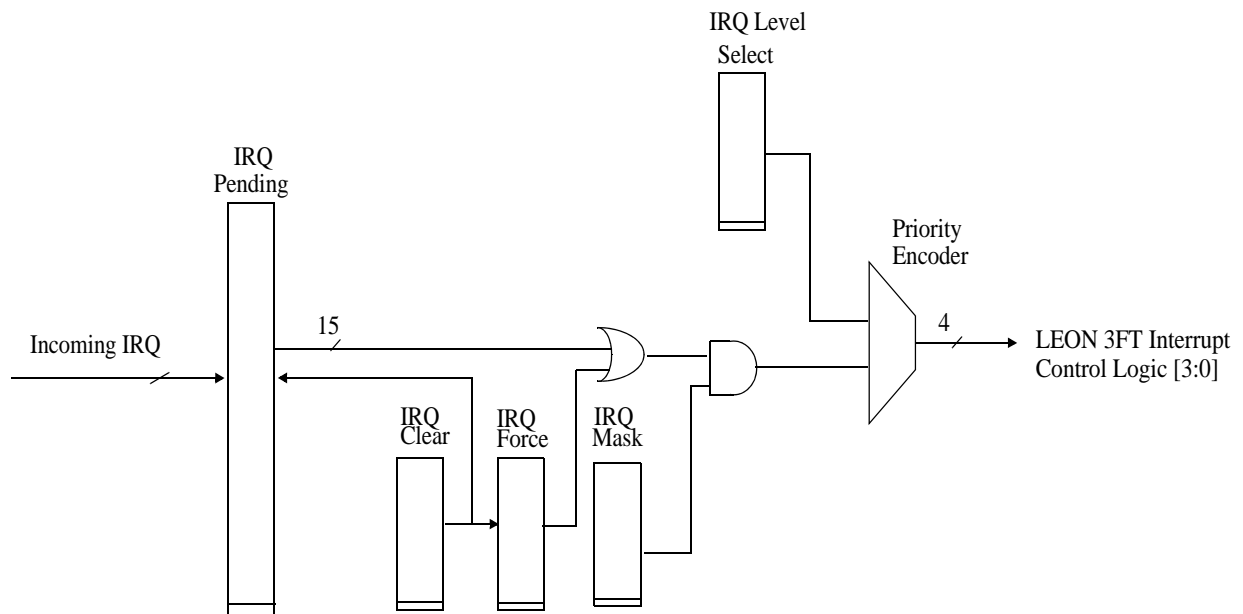 IRQ Level
Select
IRQ
Pending
Priority
Encoder
15
4
Incoming IRQ
LEON 3FT Interrupt
Control Logic [3:0]
IRQ
Clear
IRQ
Force
IRQ
Mask